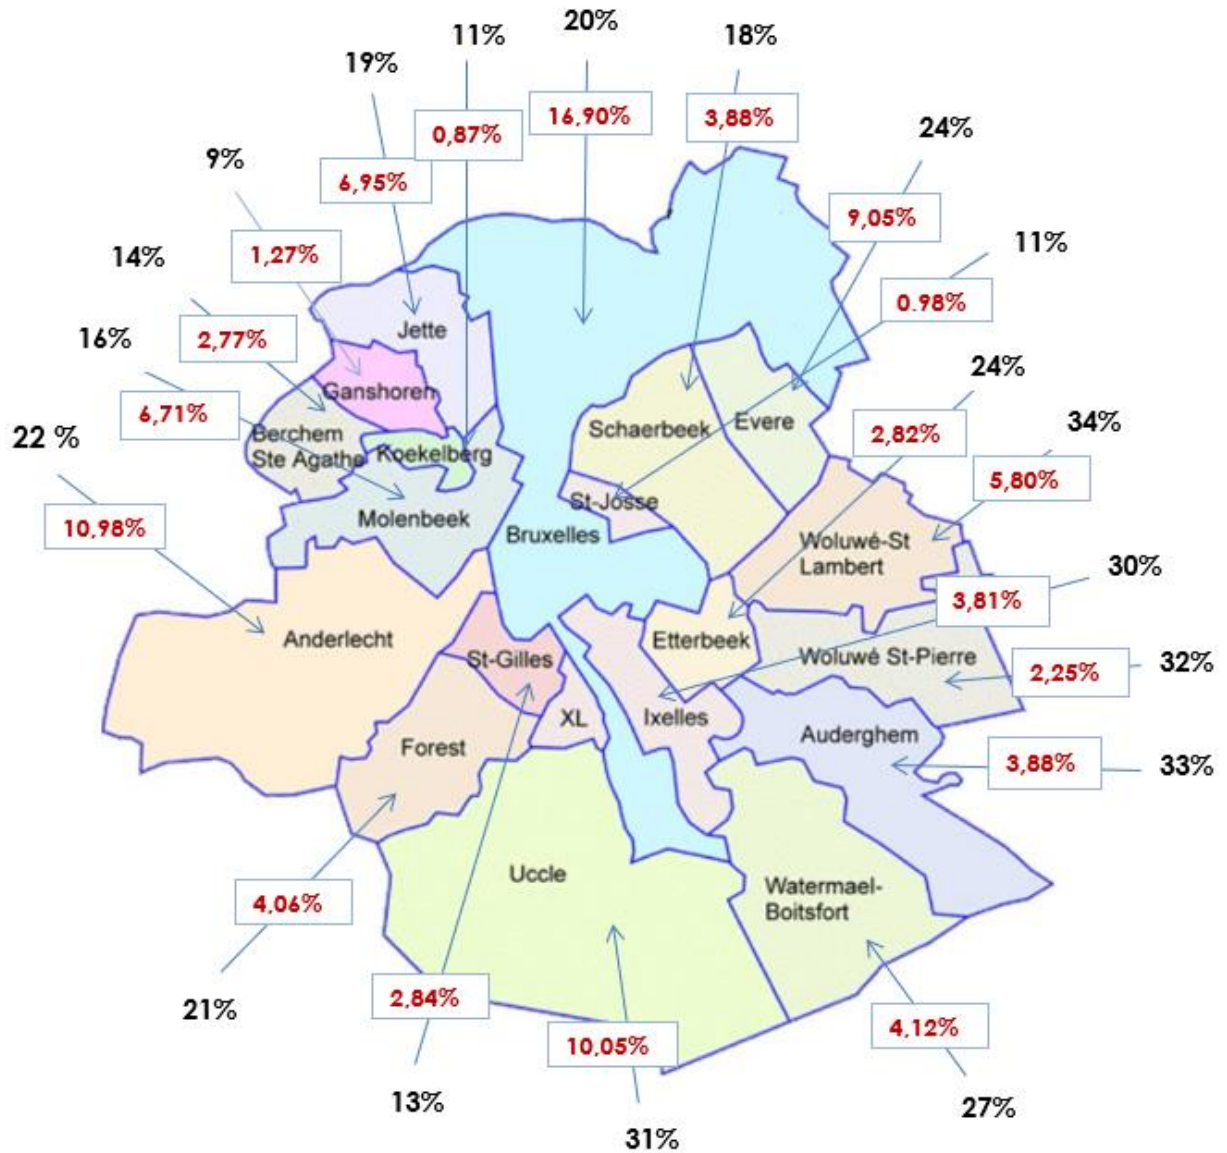 20%
11%
18%
19%
16,90%
3,88%
0,87%
24%
9%
6,95%
9,05%
1,27%
11%
14%
0.98%
Jette
16%
2,77%
24%
Ganshoren
6,71%
Schaerbeek
Evere
34%
22 %
Berchem
Ste Agathe
Koekelberg
2,82%
5,80%
St-Josse
10,98%
Molenbeek
Bruxelles
Woluwé-St
Lambert
30%
3,81%
Anderlecht
Etterbeek
St-Gilles
Woluwé St-Pierre
32%
2,25%
XL
Ixelles
Forest
Auderghem
3,88%
33%
Uccle
Watermael-
Boitsfort
4,06%
2,84%
21%
4,12%
10,05%
13%
27%
31%